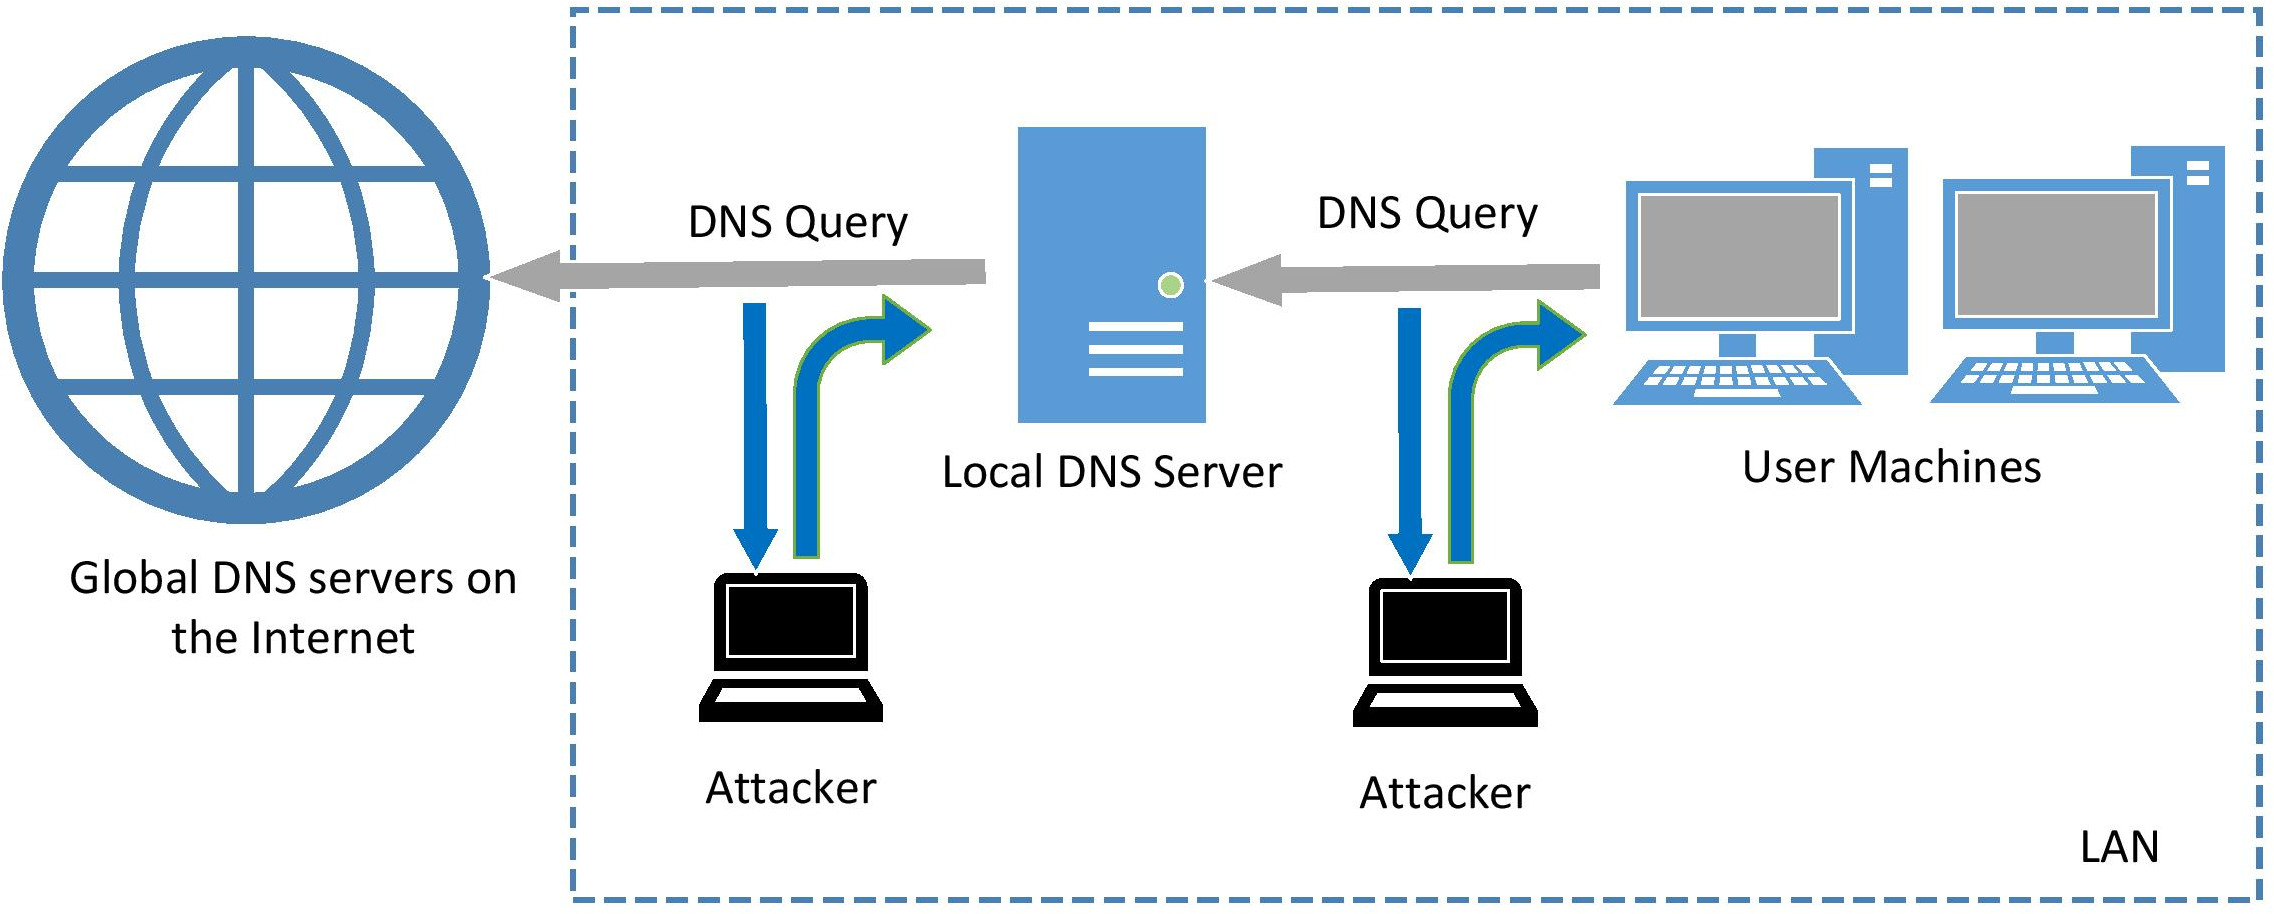 DNS Query
DNS Query
Local DNS Server
User Machines
Global DNS servers on
the Internet
Attacker
Attacker
LAN